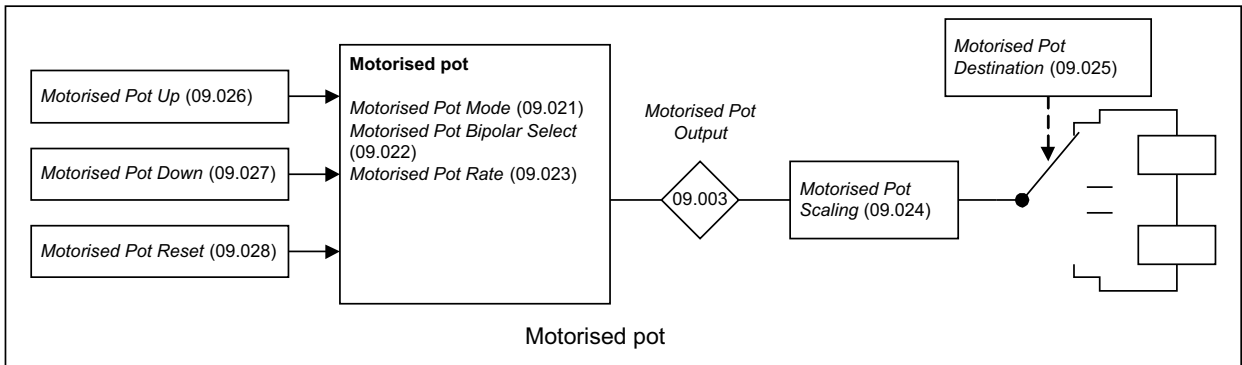 Motorised Pot Up (09.026)
Motorised Pot Down (09.027)
Motorised Pot Reset (09.028)
Motorised pot
Motorised Pot Mode (09.021)
Motorised Pot Bipolar Select
(09.022)
Motorised Pot Rate (09.023)
Motorised Pot
Output
09.003
Motorised Pot
Scaling (09.024)
Motorised Pot
Destination (09.025)
Motorised pot